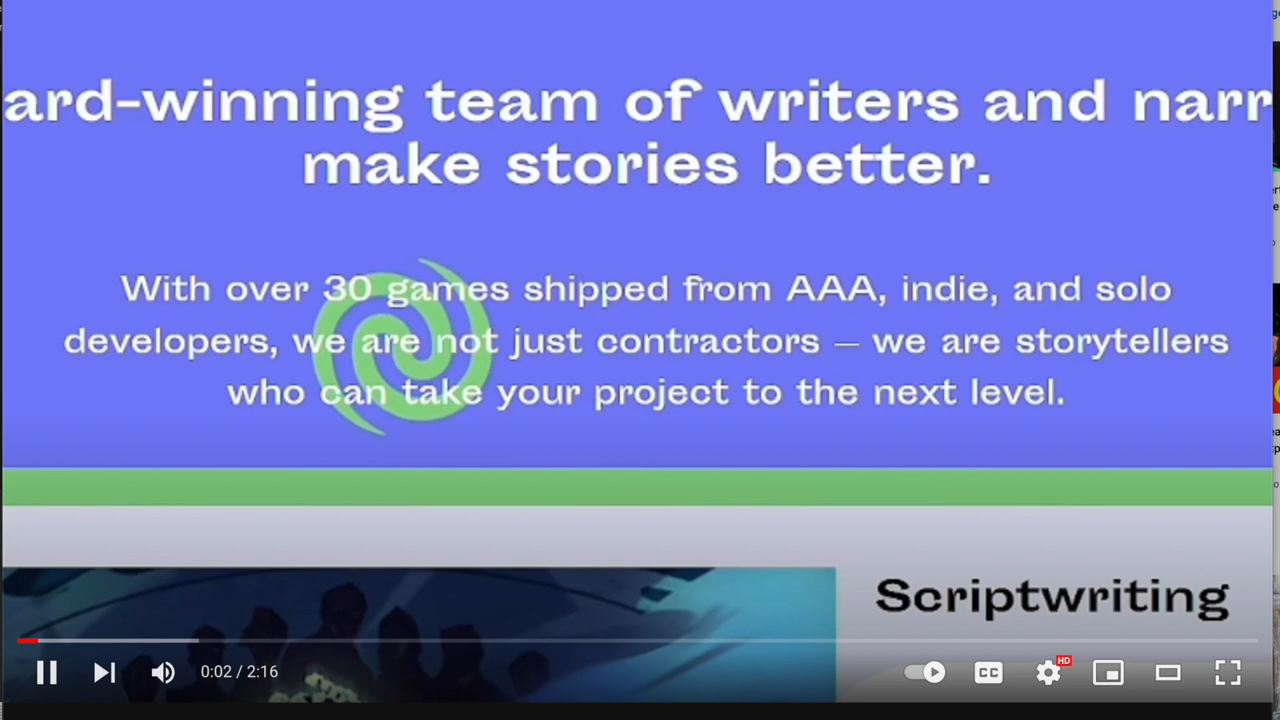 ard-winning team of writers and narr
make stories better.
With over 30 games shipped from AAA, indie, and solo
developers, we are not just contractors — we are storytellers
who can take your project to the next level.
Scriptwriting
0:02 / 2:16
CC
HD